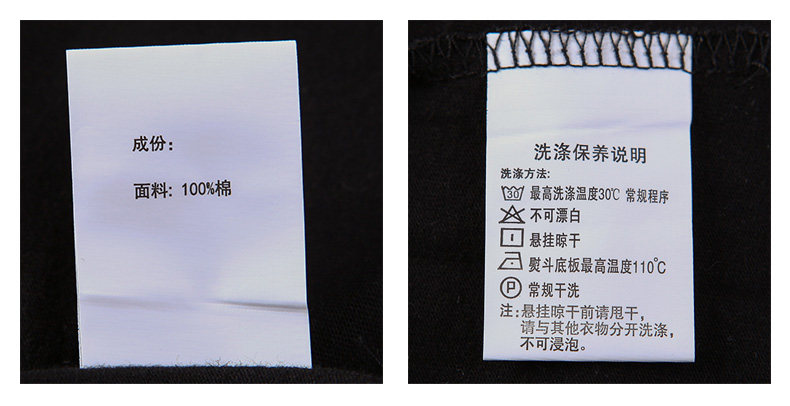 成份：
面料: 100%棉
洗涤保养说明
洗涤方法:
30 最高洗涤温度30℃ 常规程序
不可漂白
悬挂晾干
熨斗底板最高温度110℃
P 常规干洗
注:悬挂晾干前请甩干，
请与其他衣物分开洗涤，
不可浸泡。